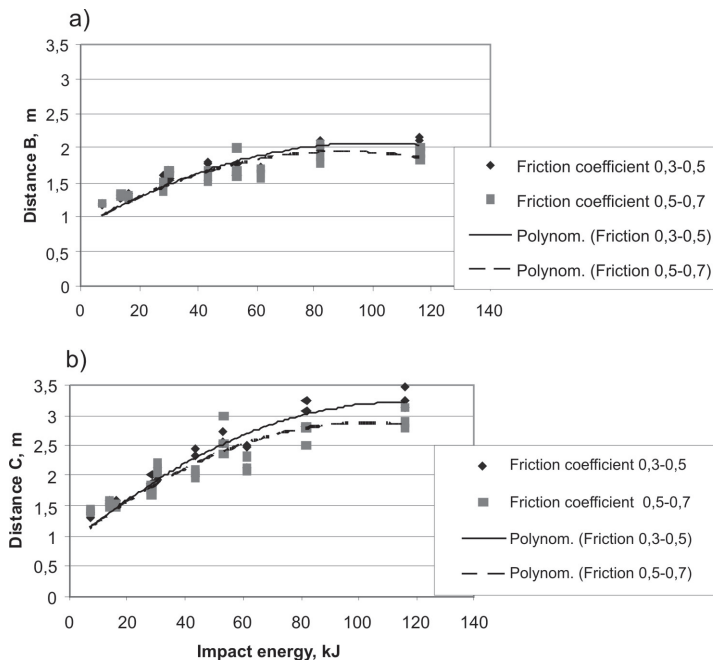 a)
3,5
3
2,5
2
1,5
1
0,5
0
Distance B, m
0 20 40 60 80 100 120 140
Friction coefficient 0,3-0,5
Friction coefficient 0,5-0,7
Polynom. (Friction 0,3-0,5)
Polynom. (Friction 0,5-0,7)
b)
3,5
3
2,5
2
1,5
1
0,5
0
Distance C, m
0 20 40 60 80 100 120 140
Impact energy, kJ
Friction coefficient 0,3-0,5
Friction coefficient 0,5-0,7
Polynom. (Friction 0,3-0,5)
Polynom. (Friction 0,5-0,7)